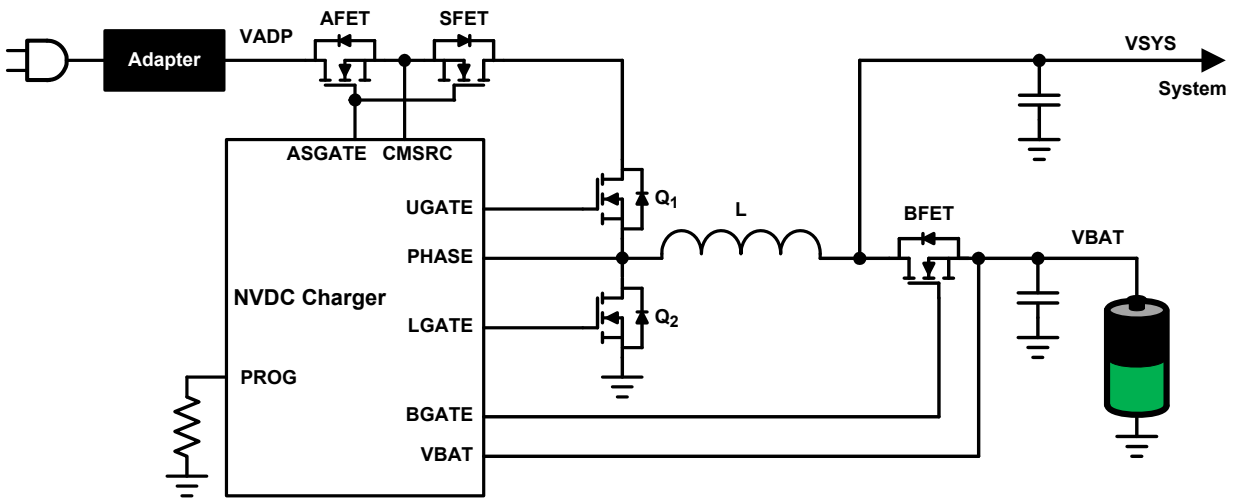 AFET
SFET
VADP
Adapter
VSYS
System
ASGATE CMSRC
UGATE
Q1
L
BFET
VBAT
PHASE
NVDC Charger
LGATE
Q2
PROG
BGATE
VBAT